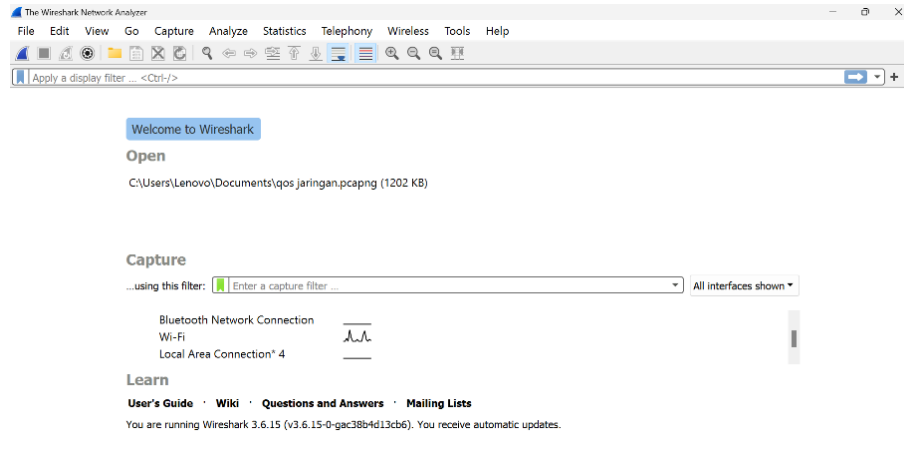 The Wireshark Network Analyzer
File Edit View Go Capture Analyze Statistics Telephony Wireless Tools Help
Apply a display filter ... <Ctrl-/>
Welcome to Wireshark
Open
C:\Users\Lenovo\Documents\qos jaringan.pcapng (1202 KB)
Capture
...using this filter: Enter a capture filter ... All interfaces shown
Bluetooth Network Connection
Wi-Fi
Local Area Connection* 4
Learn
User's Guide · Wiki · Questions and Answers · Mailing Lists
You are running Wireshark 3.6.15 (v3.6.15-0-gac38b4d13cb6). You receive automatic updates.